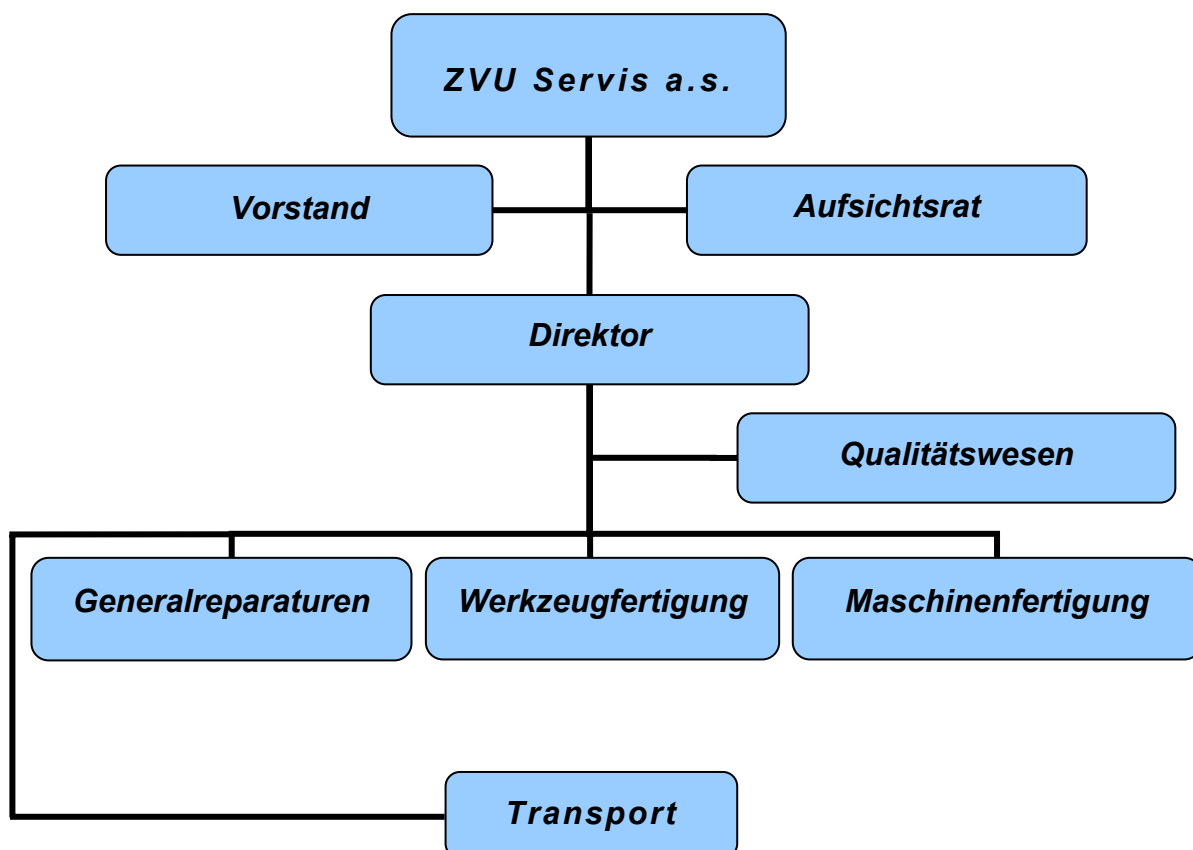 ZVU Servis a.s.
Vorstand
Aufsichtsrat
Direktor
Qualitätswesen
Generalreparaturen
Werkzeugfertigung
Maschinenfertigung
Transport